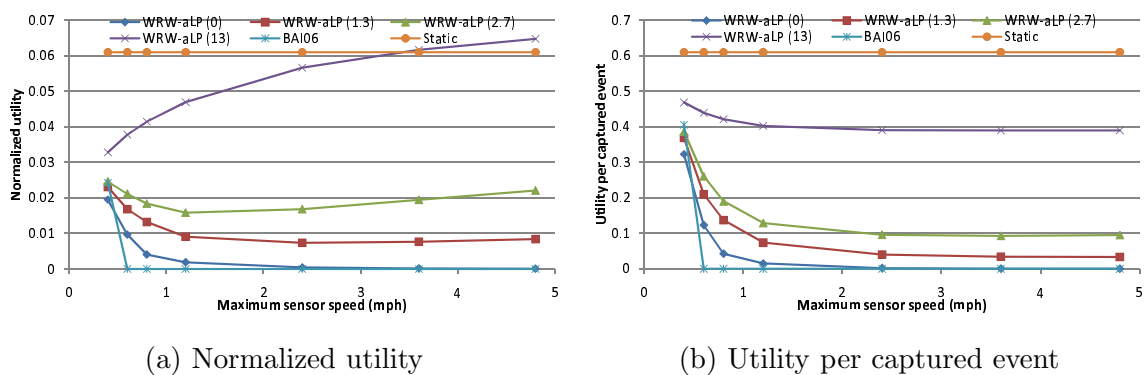 WRW-aLP (0) WRW-aLP (1.3) WRW-aLP (2.7)
WRW-aLP (13) BAI06 Static
0.07
0.06
0.05
0.04
0.03
0.02
0.01
0
Normalized utility
0 1 2 3 4 5
Maximum sensor speed (mph)
(a) Normalized utility
WRW-aLP (0) WRW-aLP (1.3) WRW-aLP (2.7)
WRW-aLP (13) BAI06 Static
0.7
0.6
0.5
0.4
0.3
0.2
0.1
0
Utility per captured event
0 1 2 3 4 5
Maximum sensor speed (mph)
(b) Utility per captured event